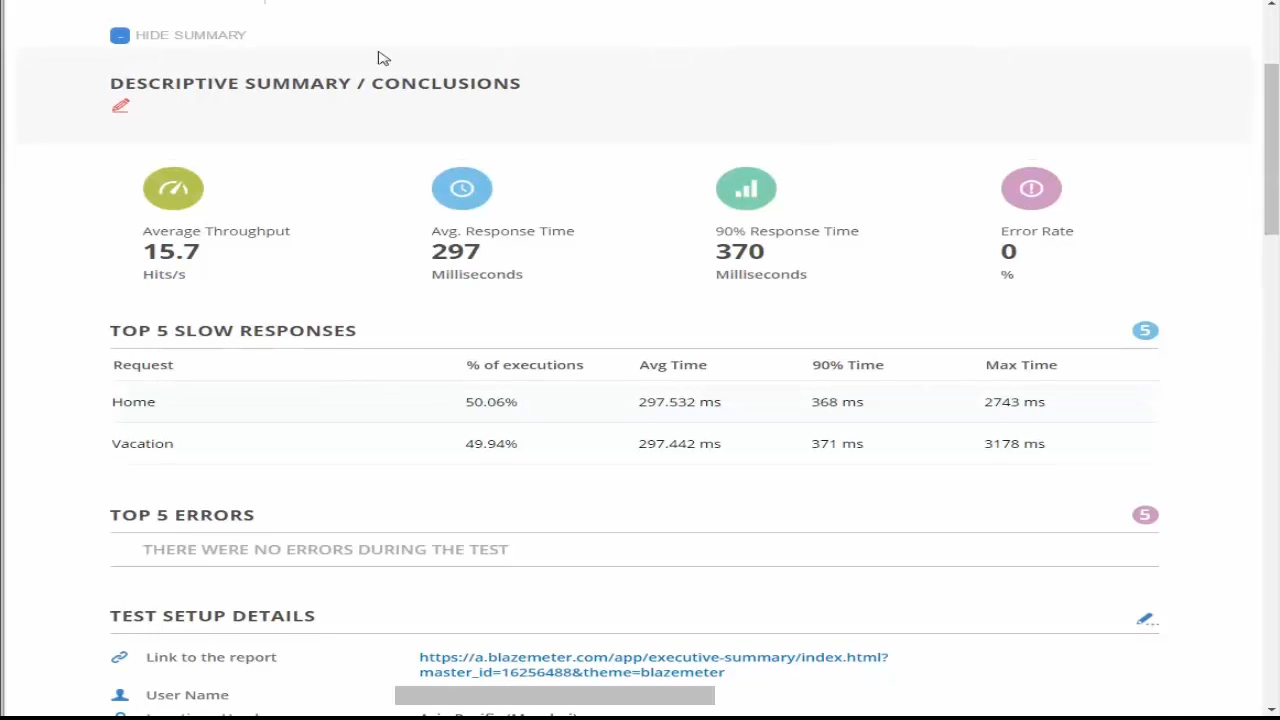 HIDE SUMMARY
DESCRIPTIVE SUMMARY / CONCLUSIONS
Average Throughput
15.7
Hits/s
Avg. Response Time
297
Milliseconds
90% Response Time
370
Milliseconds
Error Rate
0
%
TOP 5 SLOW RESPONSES 5
Request % of executions Avg Time 90% Time Max Time
Home 50.06% 297.532 ms 368 ms 2743 ms
Vacation 49.94% 297.442 ms 371 ms 3178 ms
TOP 5 ERRORS 5
THERE WERE NO ERRORS DURING THE TEST
TEST SETUP DETAILS
Link to the report https://a.blazemeter.com/app/executive-summary/index.html?
master_id=16256488&theme=blazemeter
User Name